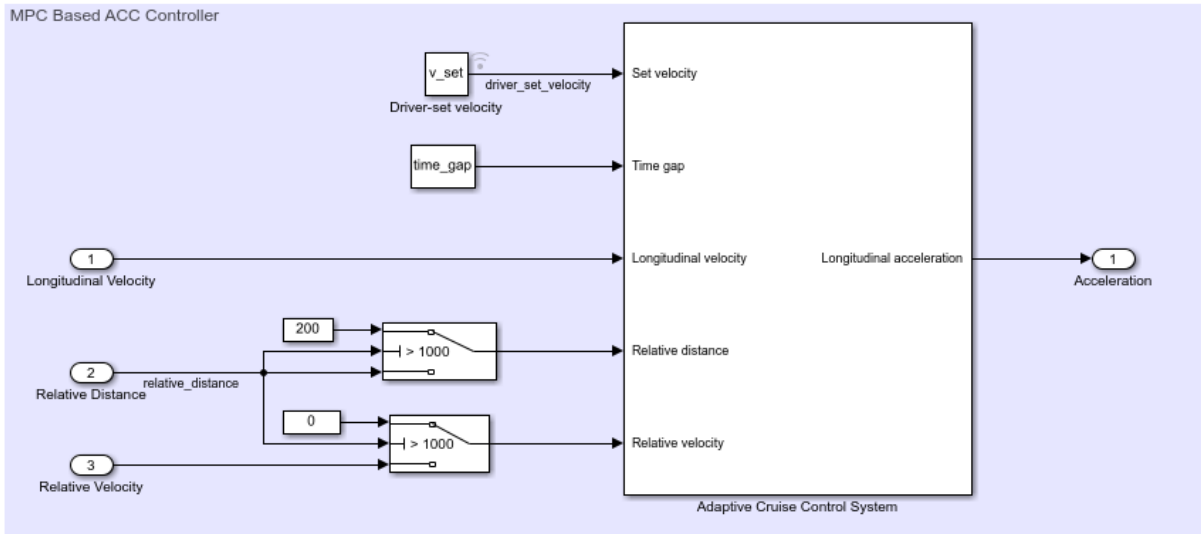 MPC Based ACC Controller
v_set
driver_set_velocity
Driver-set velocity
Set velocity
time_gap
Time gap
1
Longitudinal Velocity
Longitudinal velocity
Longitudinal acceleration
1
Acceleration
200
> 1000
Relative distance
2
relative_distance
Relative Distance
0
> 1000
Relative velocity
3
Relative Velocity
Adaptive Cruise Control System